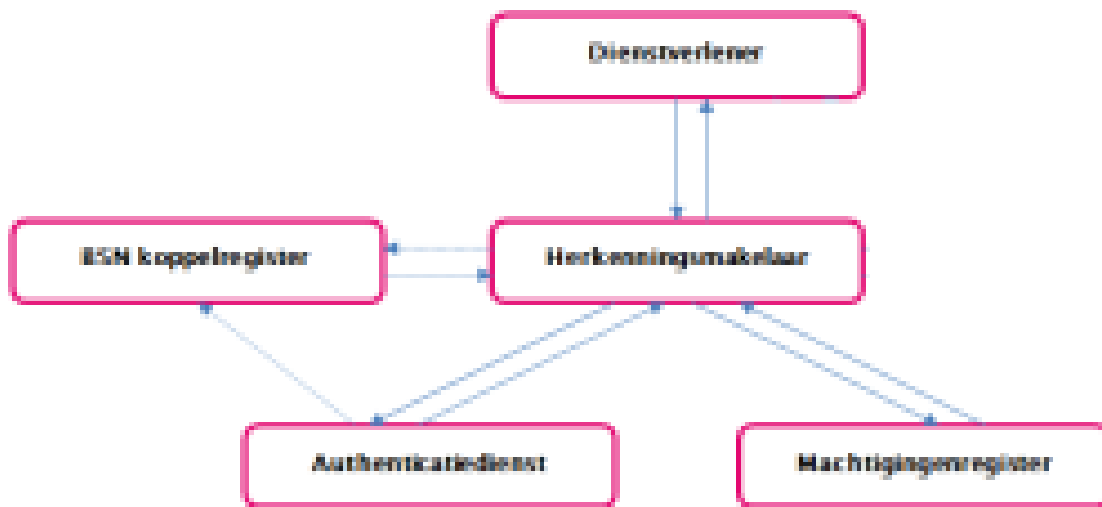 Dienstverlener
BSN koppelregister
Herkenningsmakelaar
Authenticatiedienst
Machtigingenregister